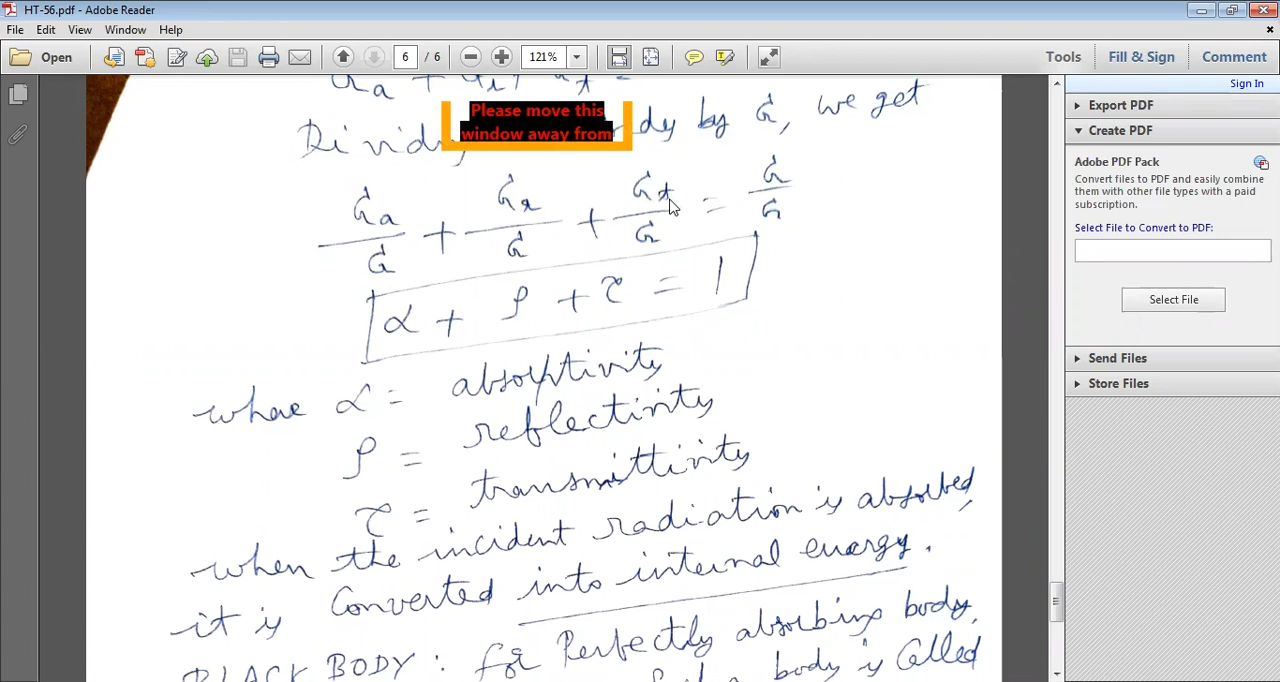 HT-56.pdf - Adobe Reader
File Edit View Window Help
Open 6 / 6 121% Tools Fill & Sign Comment
Sign In
Export PDF
Create PDF
Adobe PDF Pack
Convert files to PDF and easily combine
them with other file types with a paid
subscription.
Select File to Convert to PDF:
Select File
Send Files
Store Files
Please move this
window away from
by G, we get
Ga/G + Gr/G + Gt/G = G/G
α + ρ + τ = 1
where α = absorptivity
ρ = reflectivity
τ = transmittivity
when the incident radiation is absorbed,
it is Converted into internal energy.
BLACK BODY : for Perfectly absorbing body,
body is Called